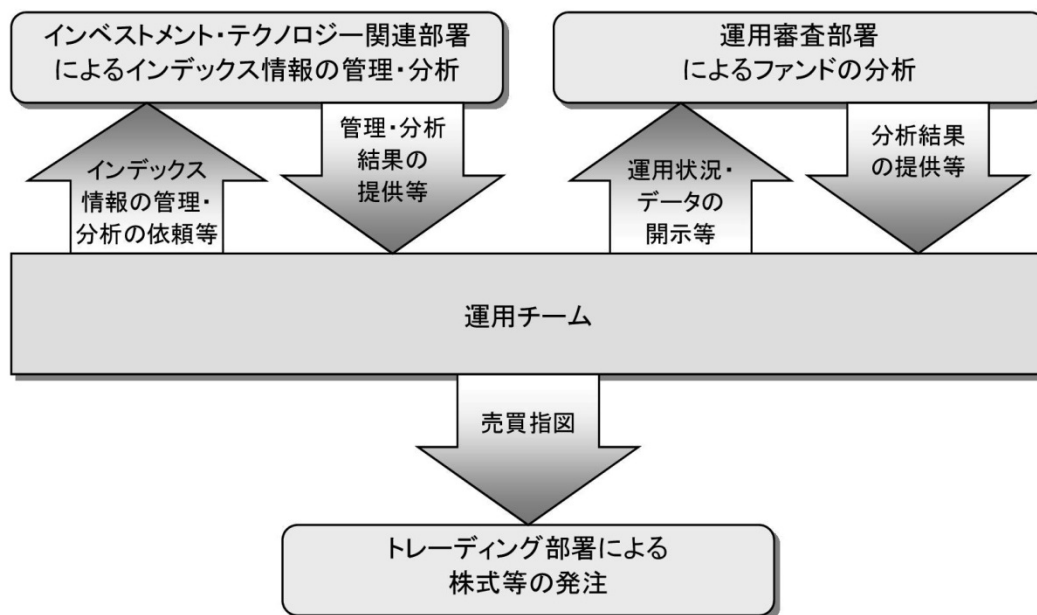 インベストメント・テクノロジー関連部署
によるインデックス情報の管理・分析
運用審査部署
によるファンドの分析
インデックス
情報の管理・
分析の依頼等
管理・分析
結果の
提供等
運用状況・
データの
開示等
分析結果
の提供等
運用チーム
売買指図
トレーディング部署による
株式等の発注